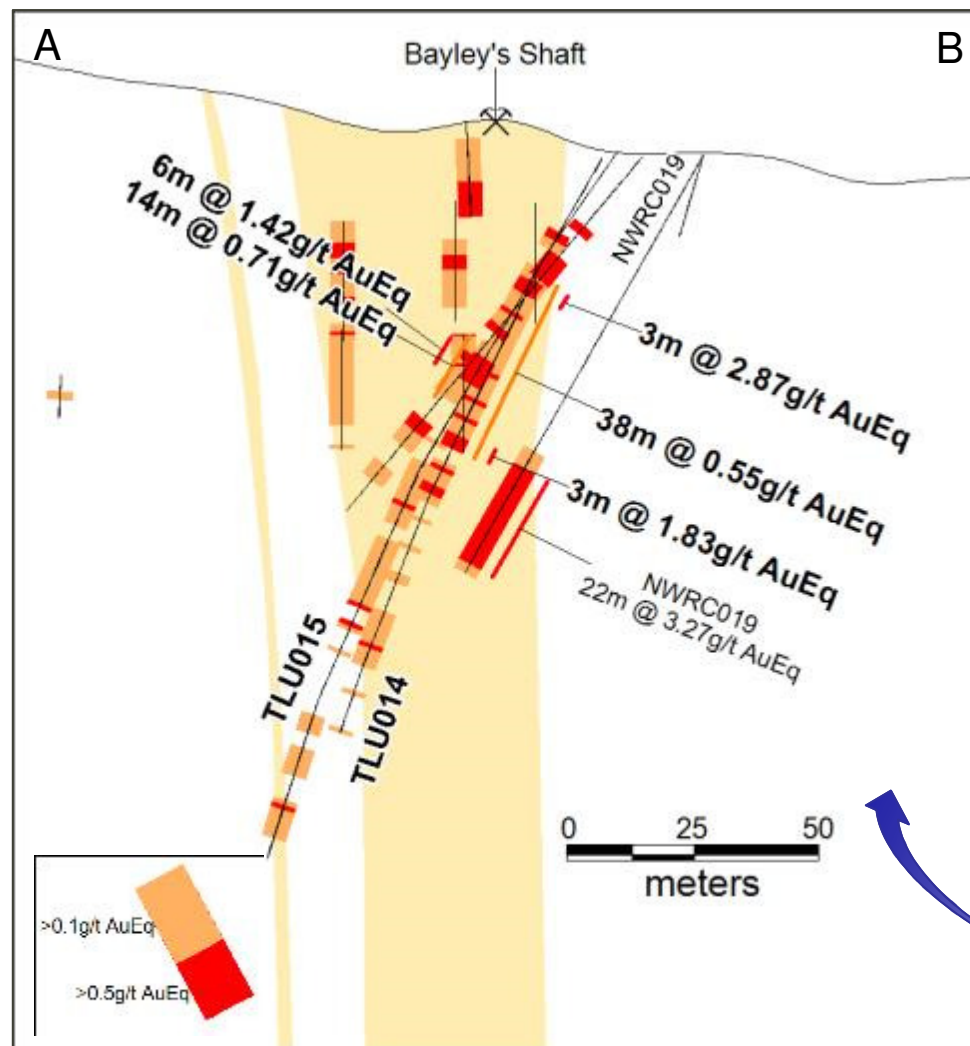 A
B
Bayley's Shaft
6m @ 1.42g/t AuEq
14m @ 0.71g/t AuEq
NWRC019
3m @ 2.87g/t AuEq
38m @ 0.55g/t AuEq
3m @ 1.83g/t AuEq
NWRC019
22m @ 3.27g/t AuEq
TLU015
TLU014
0 25 50
meters
>0.1g/t AuEq
>0.5g/t AuEq